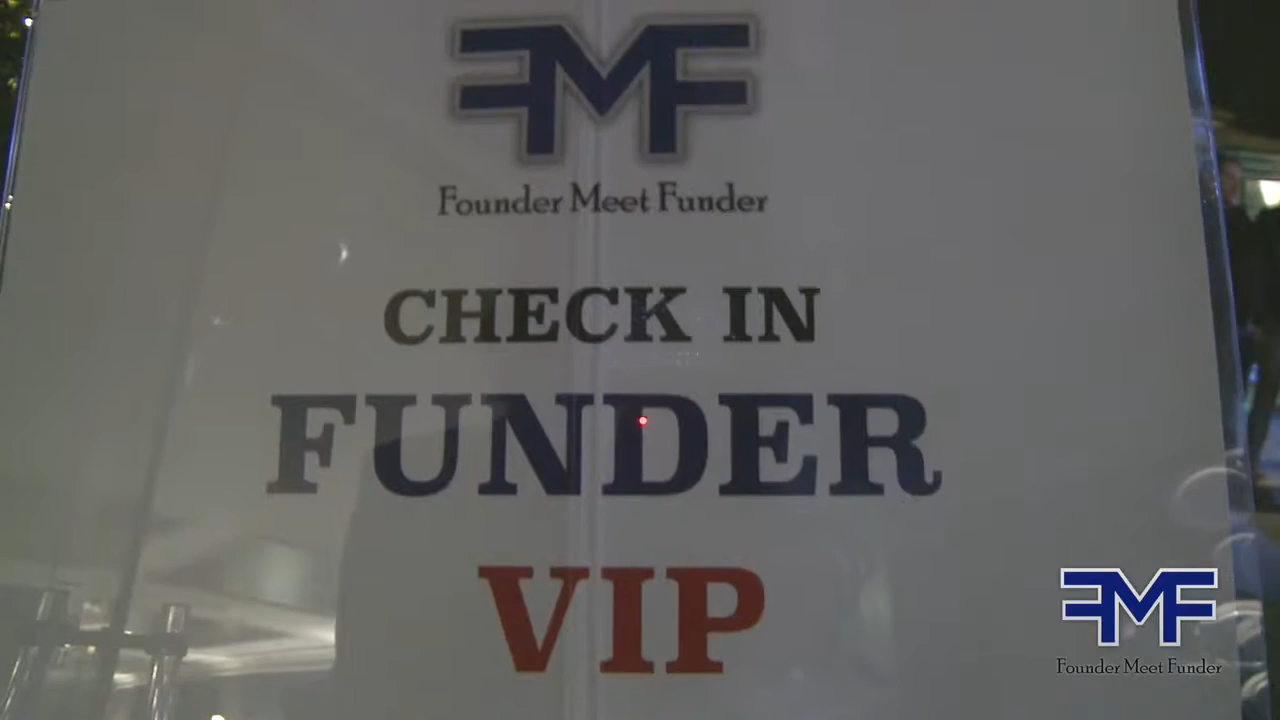 FMF
Founder Meet Funder
CHECK IN
FUNDER
VIP
FMF
Founder Meet Funder